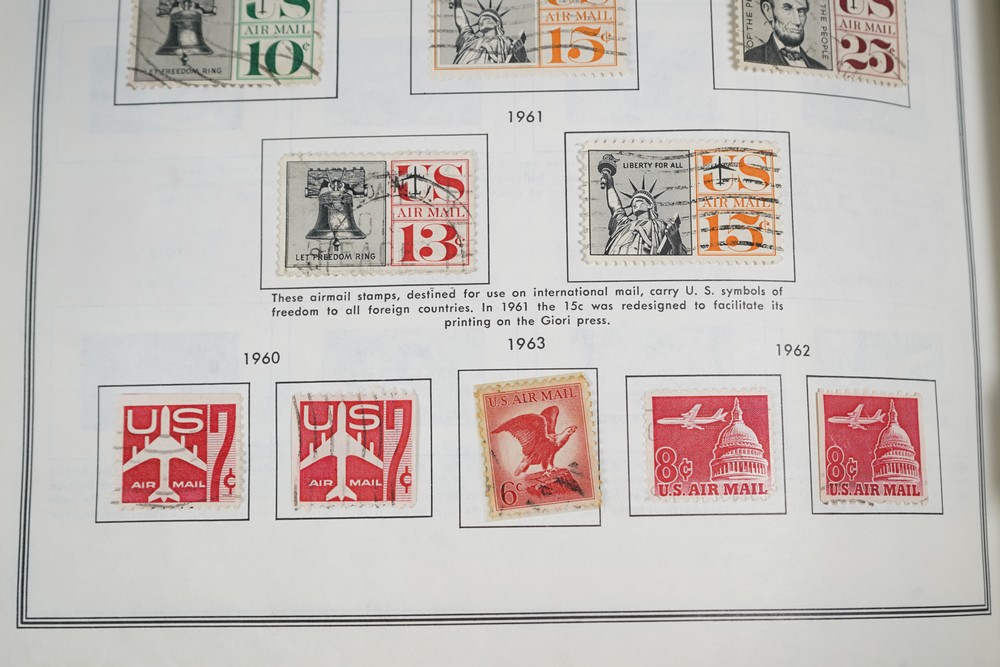 US
AIR MAIL
LET FREEDOM RING 10¢
US
AIR MAIL
15¢
OF THE PEOPLE
THE PEOPLE
US
AIR MAIL
25¢
1961
US
AIR MAIL
LET FREEDOM RING 13¢
LIBERTY FOR ALL US
AIR MAIL
15¢
These airmail stamps, destined for use on international mail, carry U. S. symbols of
freedom to all foreign countries. In 1961 the 15c was redesigned to facilitate its
printing on the Giori press.
1960
1963
1962
US 7¢
AIR MAIL
US 7¢
AIR MAIL
U.S. AIR MAIL
6¢
8¢
U.S. AIR MAIL
8¢
U.S. AIR MAIL